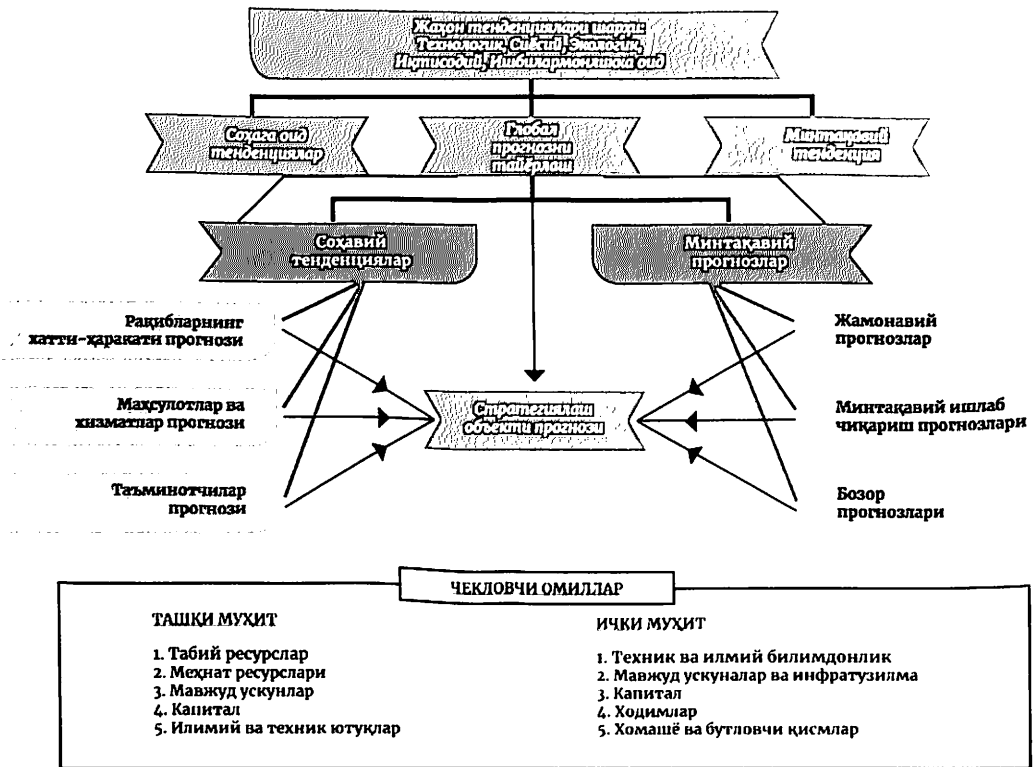 Жаҳон тенденциялари шарҳи:
Технологик, Сиёсий, Экологик,
Иқтисодий, Ишбилармонликка оид
Соҳага оид
тенденциялар
Глобал
прогнозни
тайёрлаш
Минтақавий
тенденция
Соҳавий
тенденциялар
Минтақавий
прогнозлар
Рақибларнинг
хатти-ҳаракати прогнози
Маҳсулотлар ва
хизматлар прогнози
Таъминотчилар
прогнози
Стратегиялаш
объекти прогнози
Жамонавий
прогнозлар
Минтақавий ишлаб
чиқариш прогнозлари
Бозор
прогнозлари
ЧЕКЛОВЧИ ОМИЛЛАР
ТАШҚИ МУҲИТ
1. Табий ресурслар
2. Меҳнат ресурслари
3. Мавжуд ускунлар
4. Капитал
5. Илимий ва техник ютуқлар
ИЧКИ МУҲИТ
1. Техник ва илмий билимдонлик
2. Мавжуд ускуналар ва инфратузилма
3. Капитал
4. Ходимлар
5. Хомашё ва бутловчи қисмлар